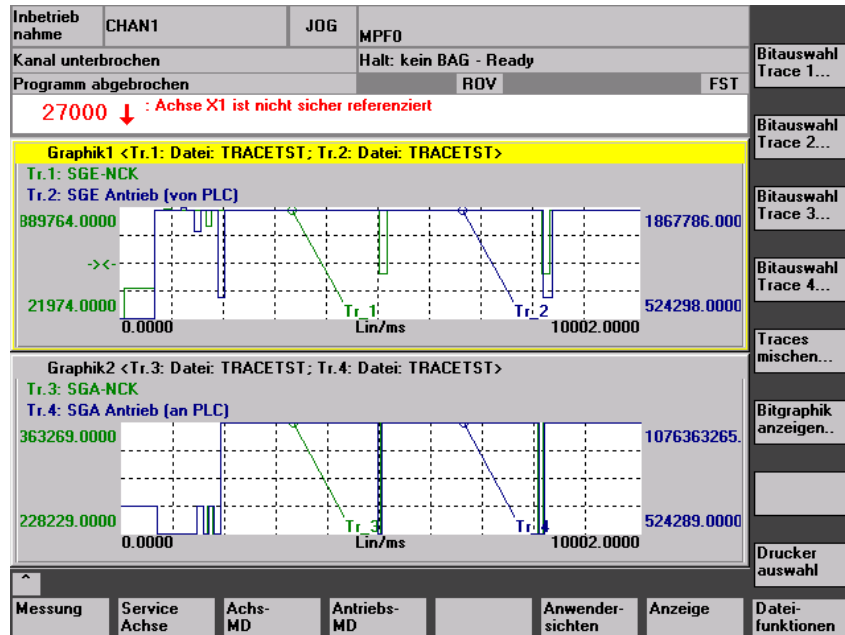 Inbetrieb
nahme
CHAN1
JOG
MPF0
Kanal unterbrochen
Halt: kein BAG - Ready
Programm abgebrochen
ROV
FST
27000 ↓ : Achse X1 ist nicht sicher referenziert
Graphik1 <Tr.1: Datei: TRACETST; Tr.2: Datei: TRACETST>
Tr.1: SGE-NCK
Tr.2: SGE Antrieb (von PLC)
889764.0000
1867786.000
-><-
21974.0000
524298.0000
Tr_1
Tr_2
0.0000
Lin/ms
10002.0000
Graphik2 <Tr.3: Datei: TRACETST; Tr.4: Datei: TRACETST>
Tr.3: SGA-NCK
Tr.4: SGA Antrieb (an PLC)
363269.0000
1076363265.
228229.0000
524289.0000
Tr_3
Tr_4
0.0000
Lin/ms
10002.0000
^
Bitauswahl
Trace 1...
Bitauswahl
Trace 2...
Bitauswahl
Trace 3...
Bitauswahl
Trace 4...
Traces
mischen...
Bitgraphik
anzeigen..
Drucker
auswahl
Messung
Service
Achse
Achs-
MD
Antriebs-
MD
Anwender-
sichten
Anzeige
Datei-
funktionen